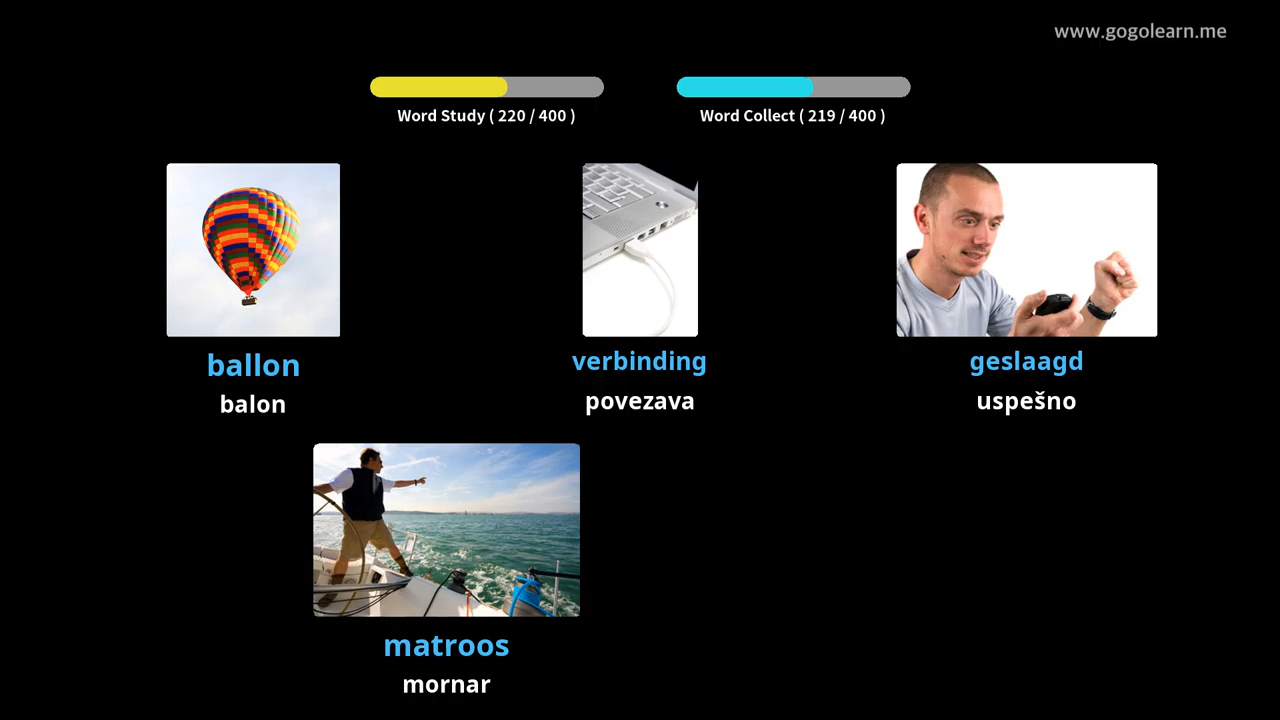 www.gogolearn.me
Word Study ( 220 / 400 )
Word Collect ( 219 / 400 )
ballon
balon
verbinding
povezava
geslaagd
uspešno
matroos
mornar